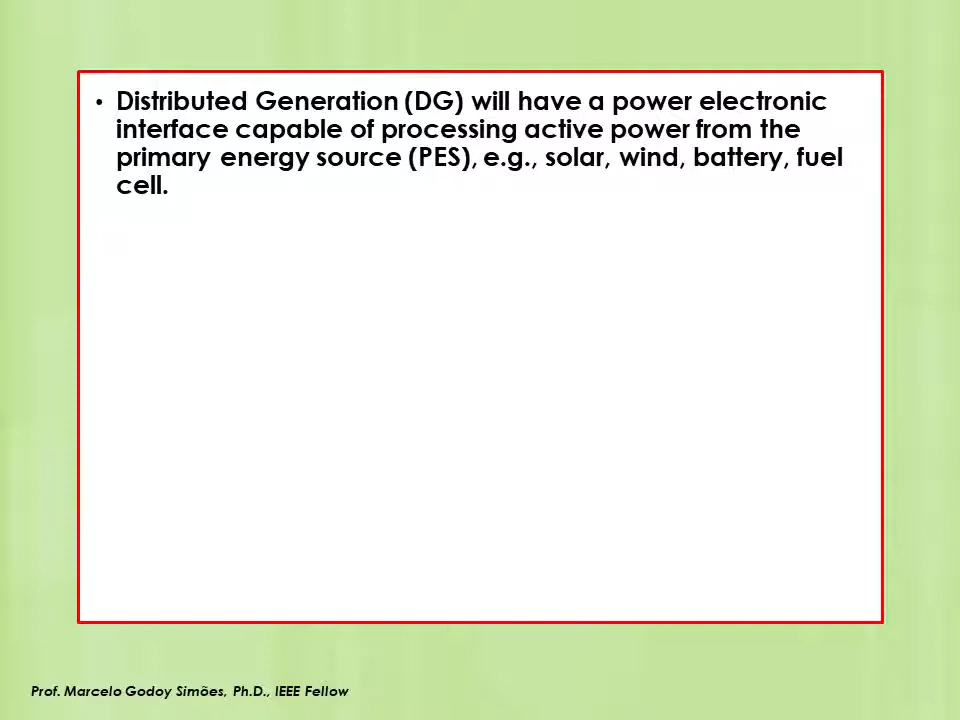 • Distributed Generation (DG) will have a power electronic
interface capable of processing active power from the
primary energy source (PES), e.g., solar, wind, battery, fuel
cell.
Prof. Marcelo Godoy Simões, Ph.D., IEEE Fellow